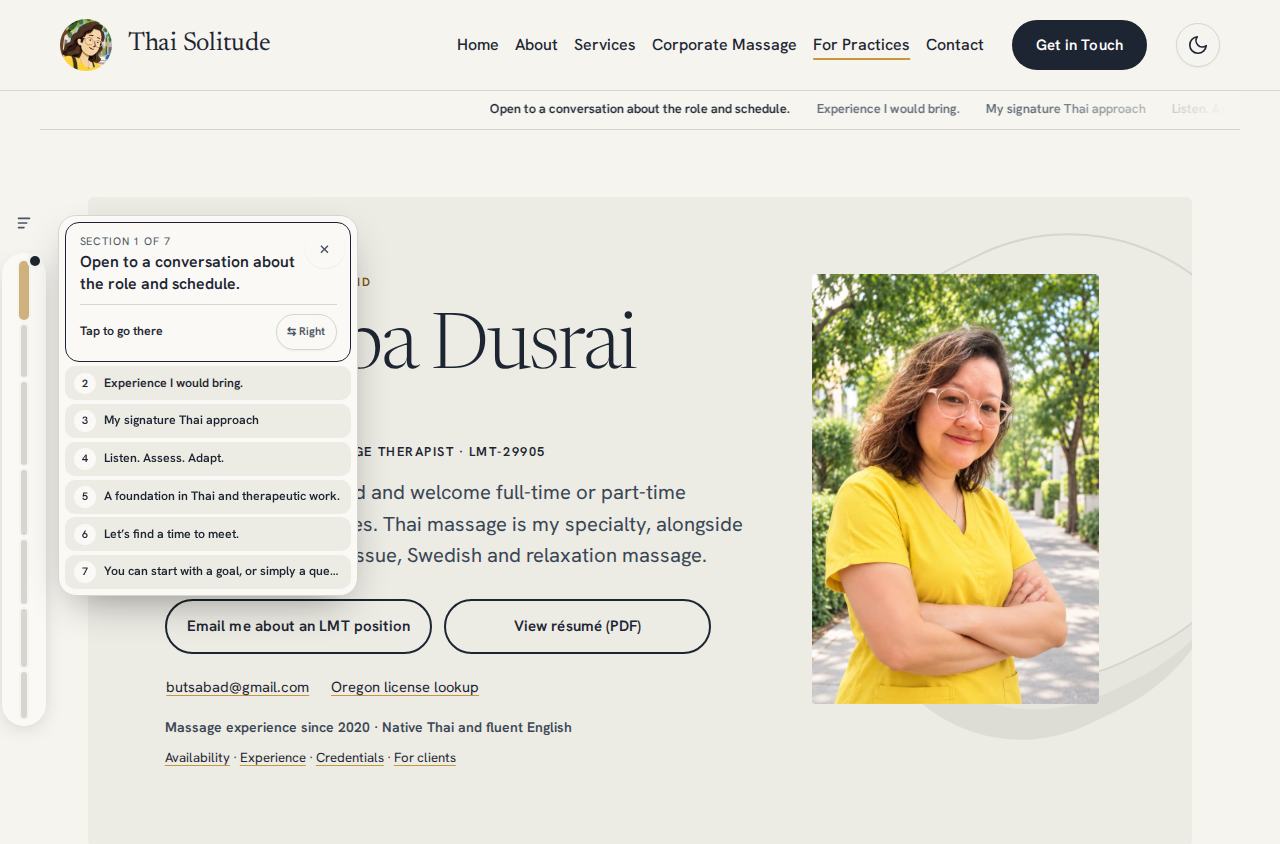 Thai Solitude
Home
About
Services
Corporate Massage
For Practices
Contact
Get in Touch
Open to a conversation about the role and schedule.
Experience I would bring.
My signature Thai approach
Listen.
SECTION 1 OF 7
Open to a conversation about
the role and schedule.
Tap to go there
⇆ Right
2 Experience I would bring.
3 My signature Thai approach
4 Listen. Assess. Adapt.
5 A foundation in Thai and therapeutic work.
6 Let’s find a time to meet.
7 You can start with a goal, or simply a que...
Dusrai
THERAPIST · LMT-29905
and welcome full-time or part-time
Thai massage is my specialty, alongside
Swedish and relaxation massage.
Email me about an LMT position
View résumé (PDF)
butsabad@gmail.com
Oregon license lookup
Massage experience since 2020 · Native Thai and fluent English
Availability · Experience · Credentials · For clients